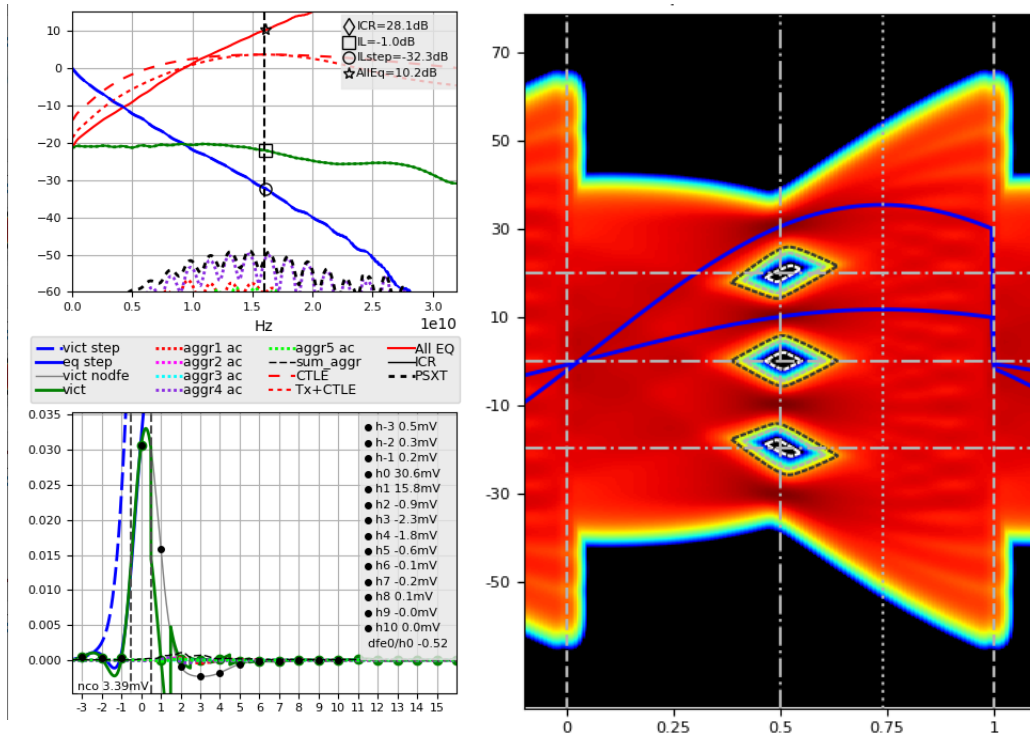 ICR=28.1dB
IL=-1.0dB
ILstep=-32.3dB
AllEq=10.2dB
10
0
−10
−20
−30
−40
−50
−60
0.0 0.5 1.0 1.5 2.0 2.5 3.0
Hz 1e10
vict step
eq step
vict nodfe
vict
aggr1 ac
aggr2 ac
aggr3 ac
aggr4 ac
aggr5 ac
sum_aggr
CTLE
Tx+CTLE
All EQ
ICR
PSXT
0.035
0.030
0.025
0.020
0.015
0.010
0.005
0.000
h-3 0.5mV
h-2 0.3mV
h-1 0.2mV
h0 30.6mV
h1 15.8mV
h2 -0.9mV
h3 -2.3mV
h4 -1.8mV
h5 -0.6mV
h6 -0.1mV
h7 -0.2mV
h8 0.1mV
h9 -0.0mV
h10 0.0mV
dfe0/h0 -0.52
nco 3.39mV
-3 -2 -1 0 1 2 3 4 5 6 7 8 9 10 11 12 13 14 15
70
50
30
10
-10
-30
-50
0 0.25 0.5 0.75 1